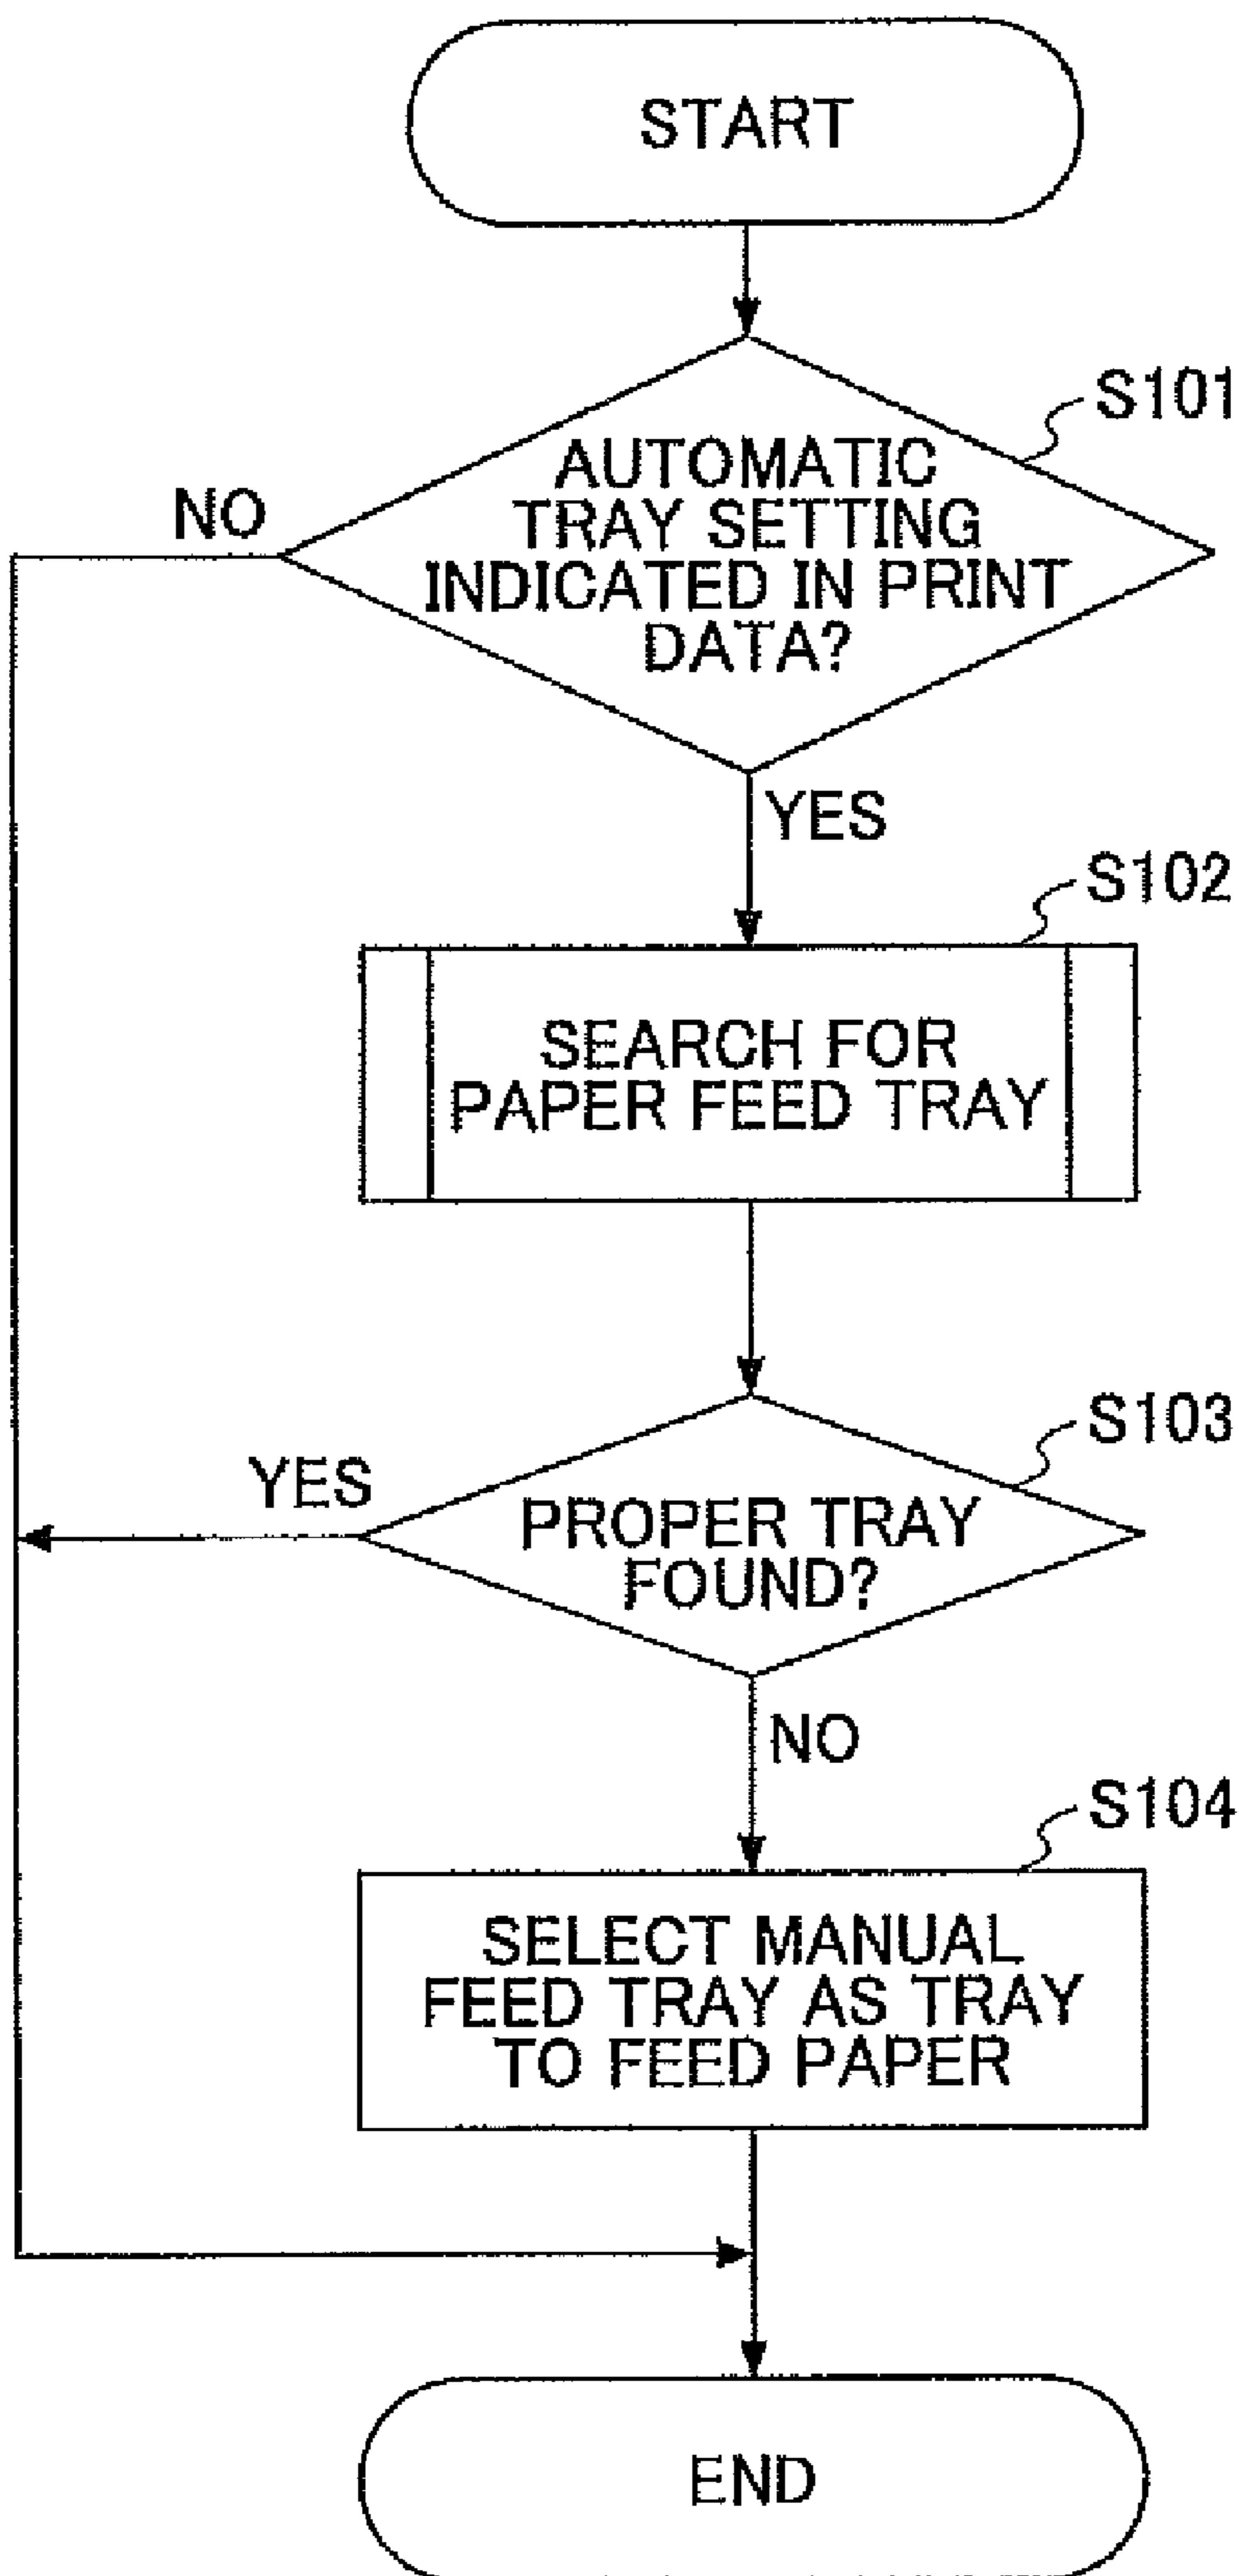 START
S101
AUTOMATIC
TRAY SETTING
INDICATED IN PRINT
DATA?
NO
YES
S102
SEARCH FOR
PAPER FEED TRAY
S103
YES
PROPER TRAY
FOUND?
NO
S104
SELECT MANUAL
FEED TRAY AS TRAY
TO FEED PAPER
END